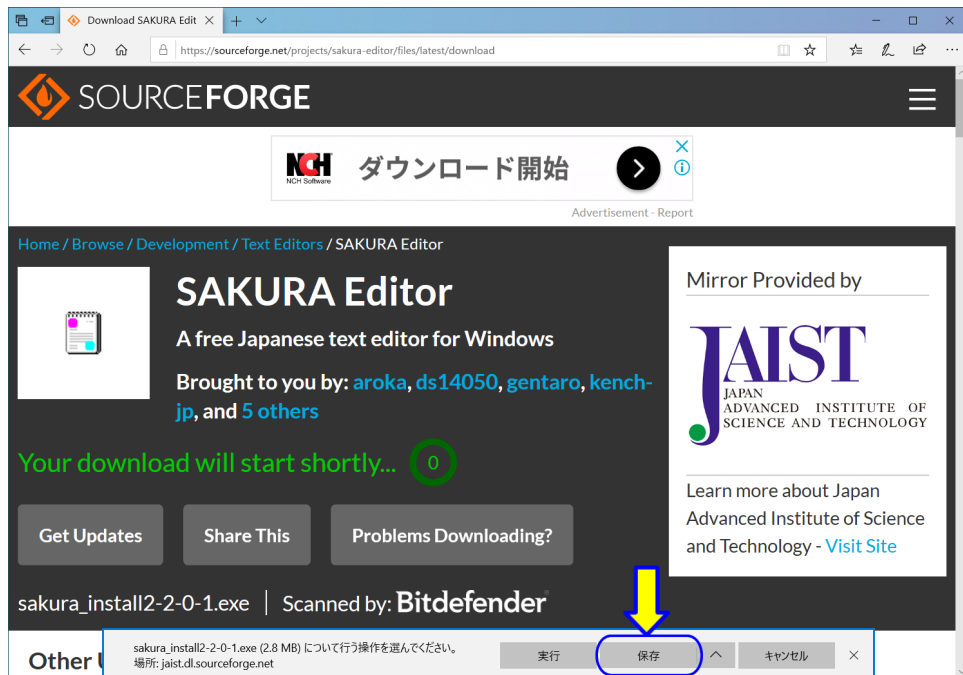 Download SAKURA Edit
https://sourceforge.net/projects/sakura-editor/files/latest/download
SOURCEFORGE
NCH
NCH Software
ダウンロード開始
Advertisement - Report
Home / Browse / Development / Text Editors / SAKURA Editor
SAKURA Editor
A free Japanese text editor for Windows
Brought to you by: aroka, ds14050, gentaro, kench-
jp, and 5 others
Your download will start shortly... 0
Get Updates
Share This
Problems Downloading?
sakura_install2-2-0-1.exe | Scanned by: Bitdefender
Mirror Provided by
JAIST
JAPAN
ADVANCED INSTITUTE OF
SCIENCE AND TECHNOLOGY
Learn more about Japan
Advanced Institute of Science
and Technology - Visit Site
Other
sakura_install2-2-0-1.exe (2.8 MB) について行う操作を選んでください。
場所: jaist.dl.sourceforge.net
実行
保存
キャンセル